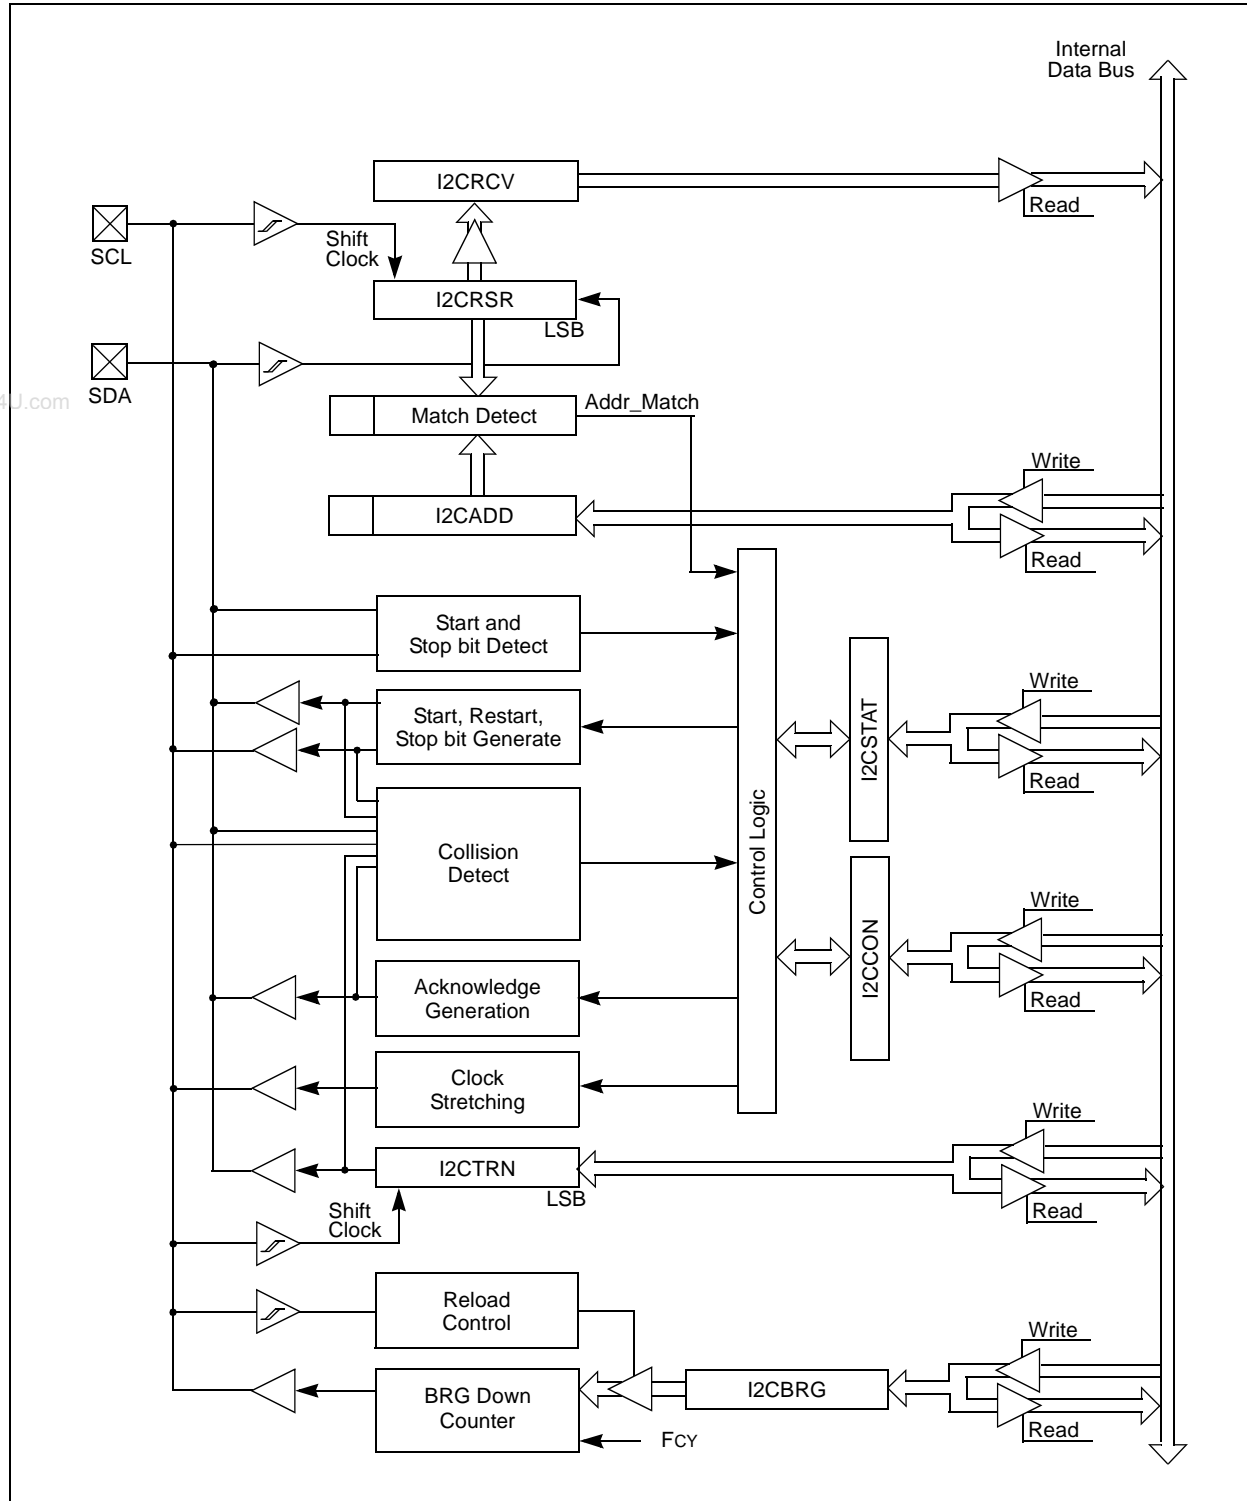 Internal
Data Bus
I2CRCV
Read
SCL
Shift
Clock
I2CRSR
LSB
SDA
4U.com
Match Detect
Addr_Match
Write
I2CADD
Read
Start and
Stop bit Detect
Write
Start, Restart,
Stop bit Generate
I2CSTAT
Read
Control Logic
Collision
Detect
Write
I2CCON
Acknowledge
Generation
Read
Clock
Stretching
Write
I2CTRN
LSB
Read
Shift
Clock
Reload
Control
Write
BRG Down
Counter
I2CBRG
Read
FCY